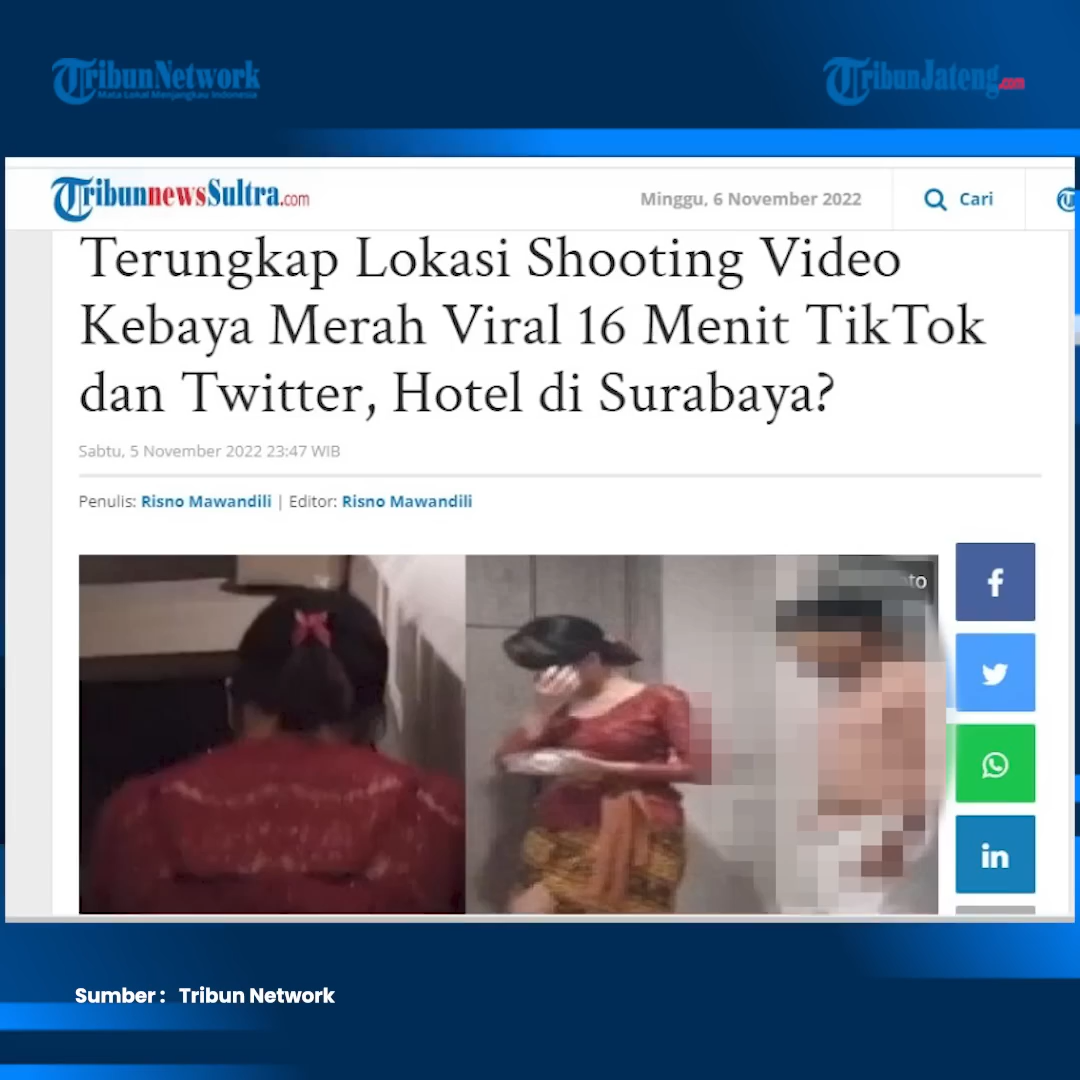 TribunNetwork
Mata Lokal Menjangkau Indonesia
TribunJateng.com
TribunnewsSultra.com
Minggu, 6 November 2022
Cari
Terungkap Lokasi Shooting Video
Kebaya Merah Viral 16 Menit TikTok
dan Twitter, Hotel di Surabaya?
Sabtu, 5 November 2022 23:47 WIB
Penulis: Risno Mawandili | Editor: Risno Mawandili
Sumber : Tribun Network